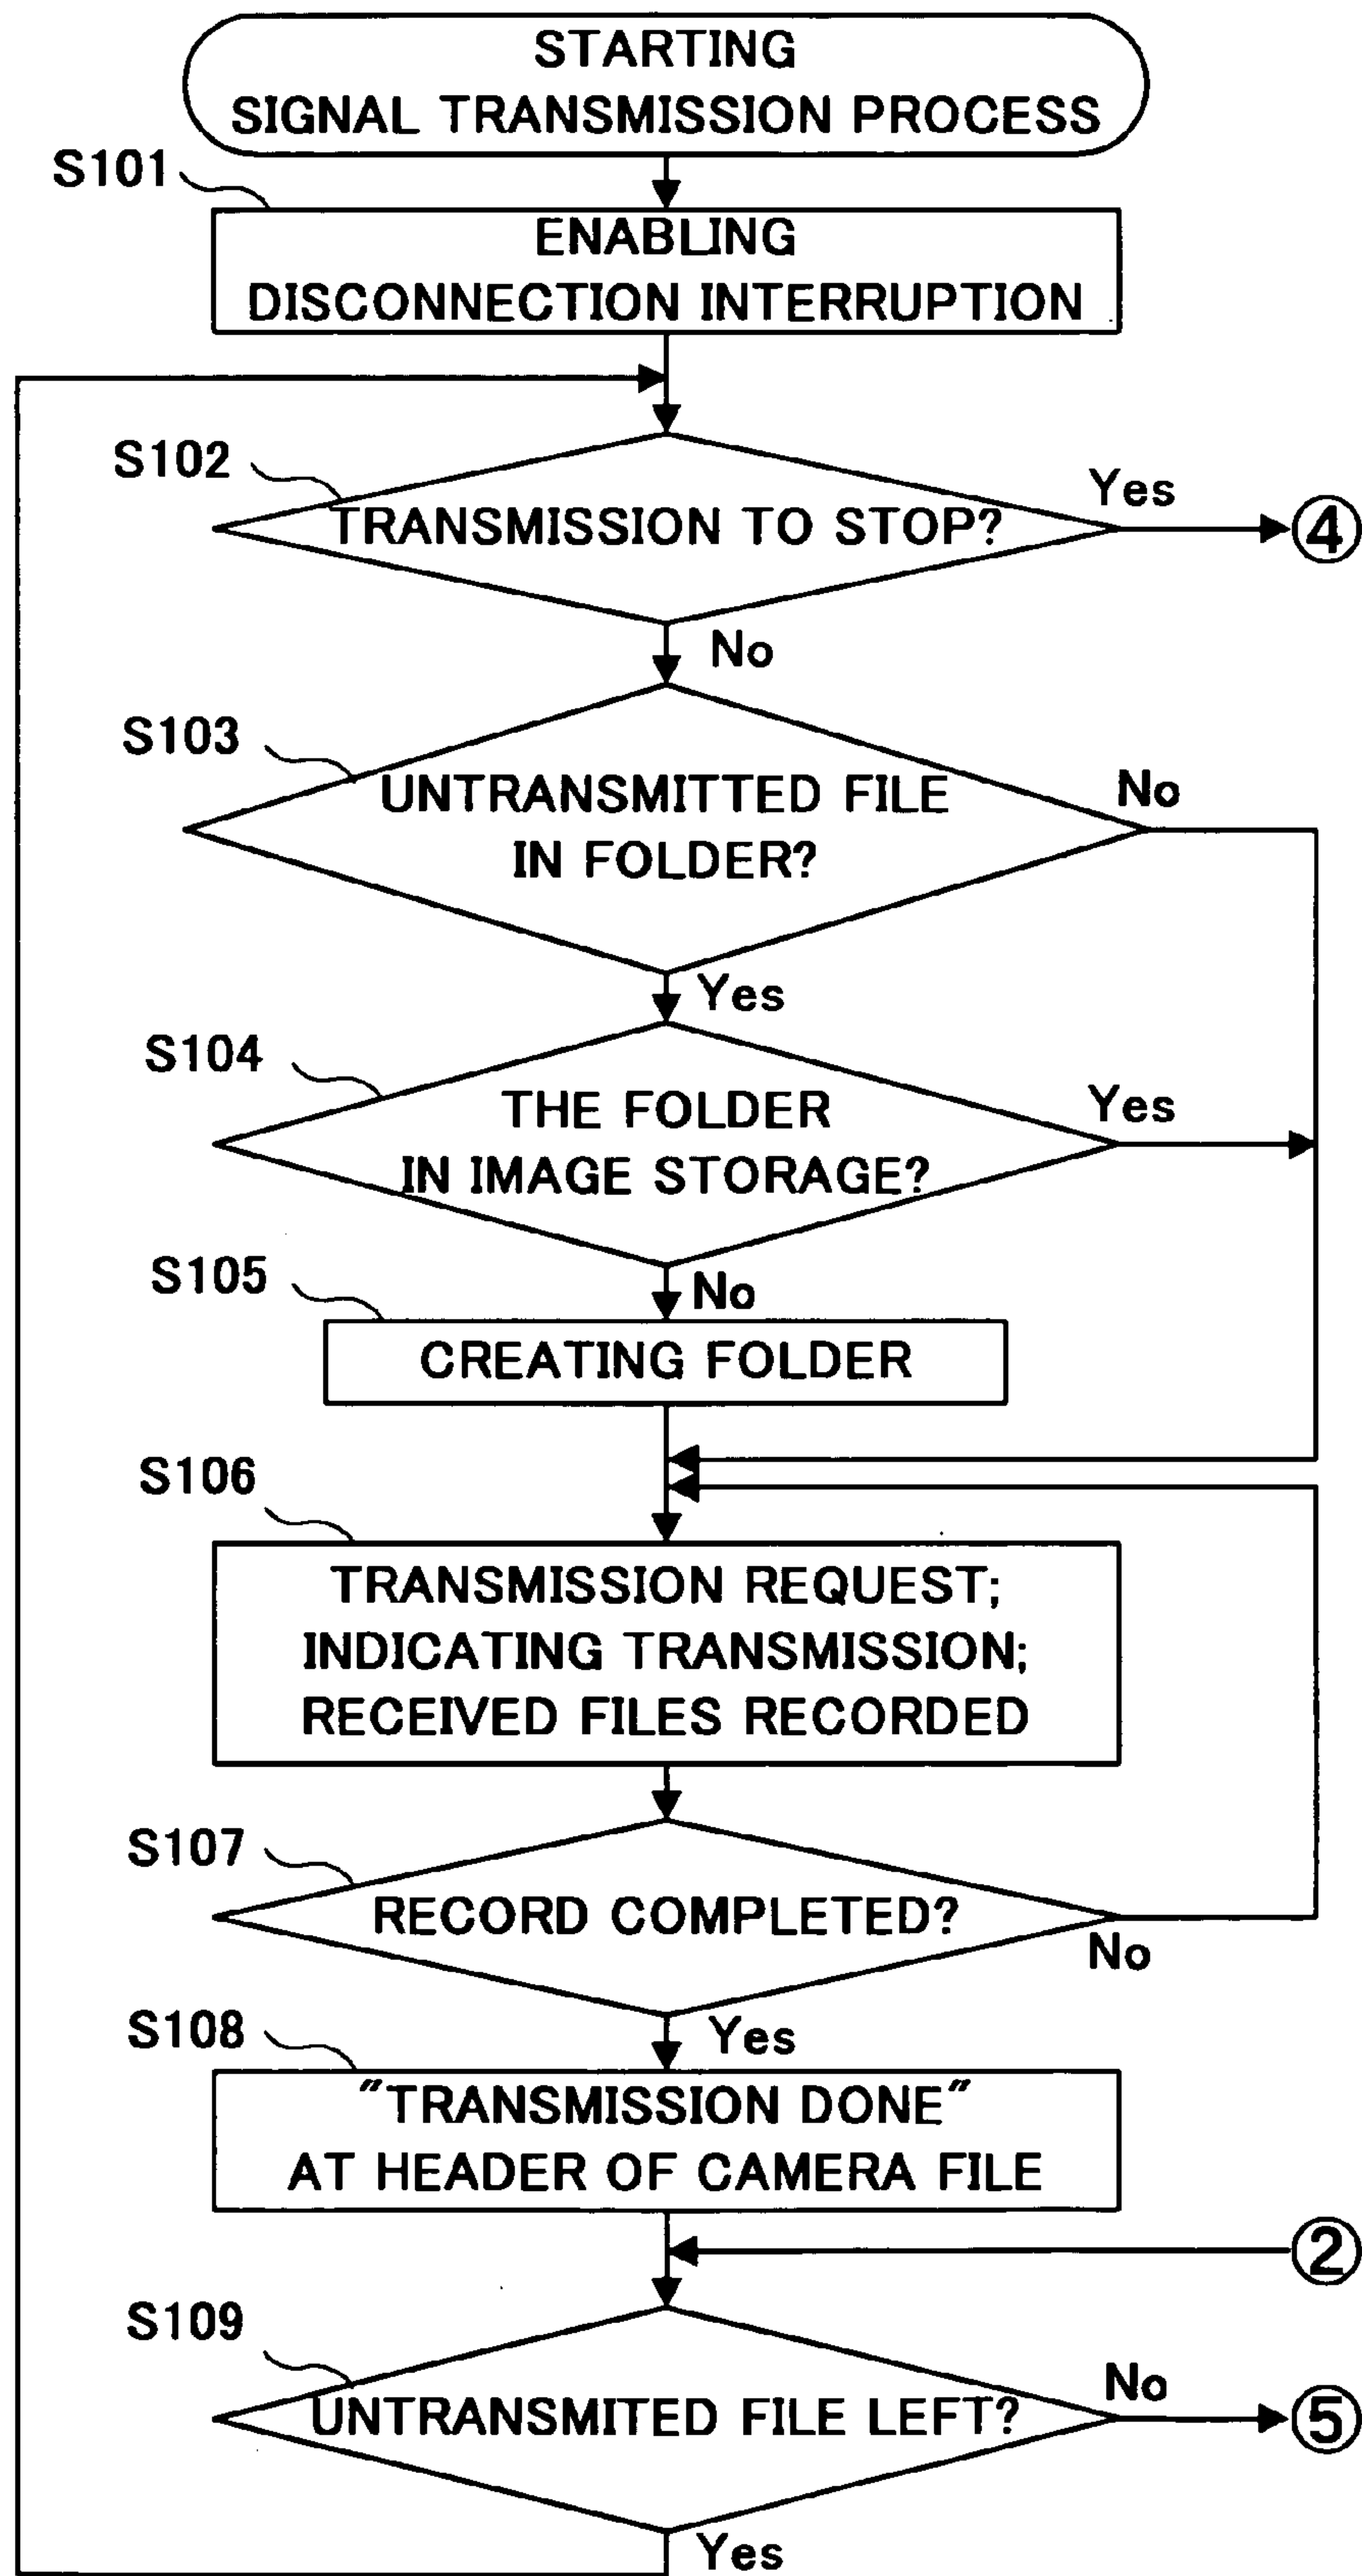 STARTING
SIGNAL TRANSMISSION PROCESS
S101
ENABLING
DISCONNECTION INTERRUPTION
S102
TRANSMISSION TO STOP?
Yes
④
No
S103
UNTRANSMITTED FILE
IN FOLDER?
No
Yes
S104
THE FOLDER
IN IMAGE STORAGE?
Yes
No
S105
CREATING FOLDER
S106
TRANSMISSION REQUEST;
INDICATING TRANSMISSION;
RECEIVED FILES RECORDED
S107
RECORD COMPLETED?
No
Yes
S108
"TRANSMISSION DONE"
AT HEADER OF CAMERA FILE
②
S109
UNTRANSMITED FILE LEFT?
No
⑤
Yes